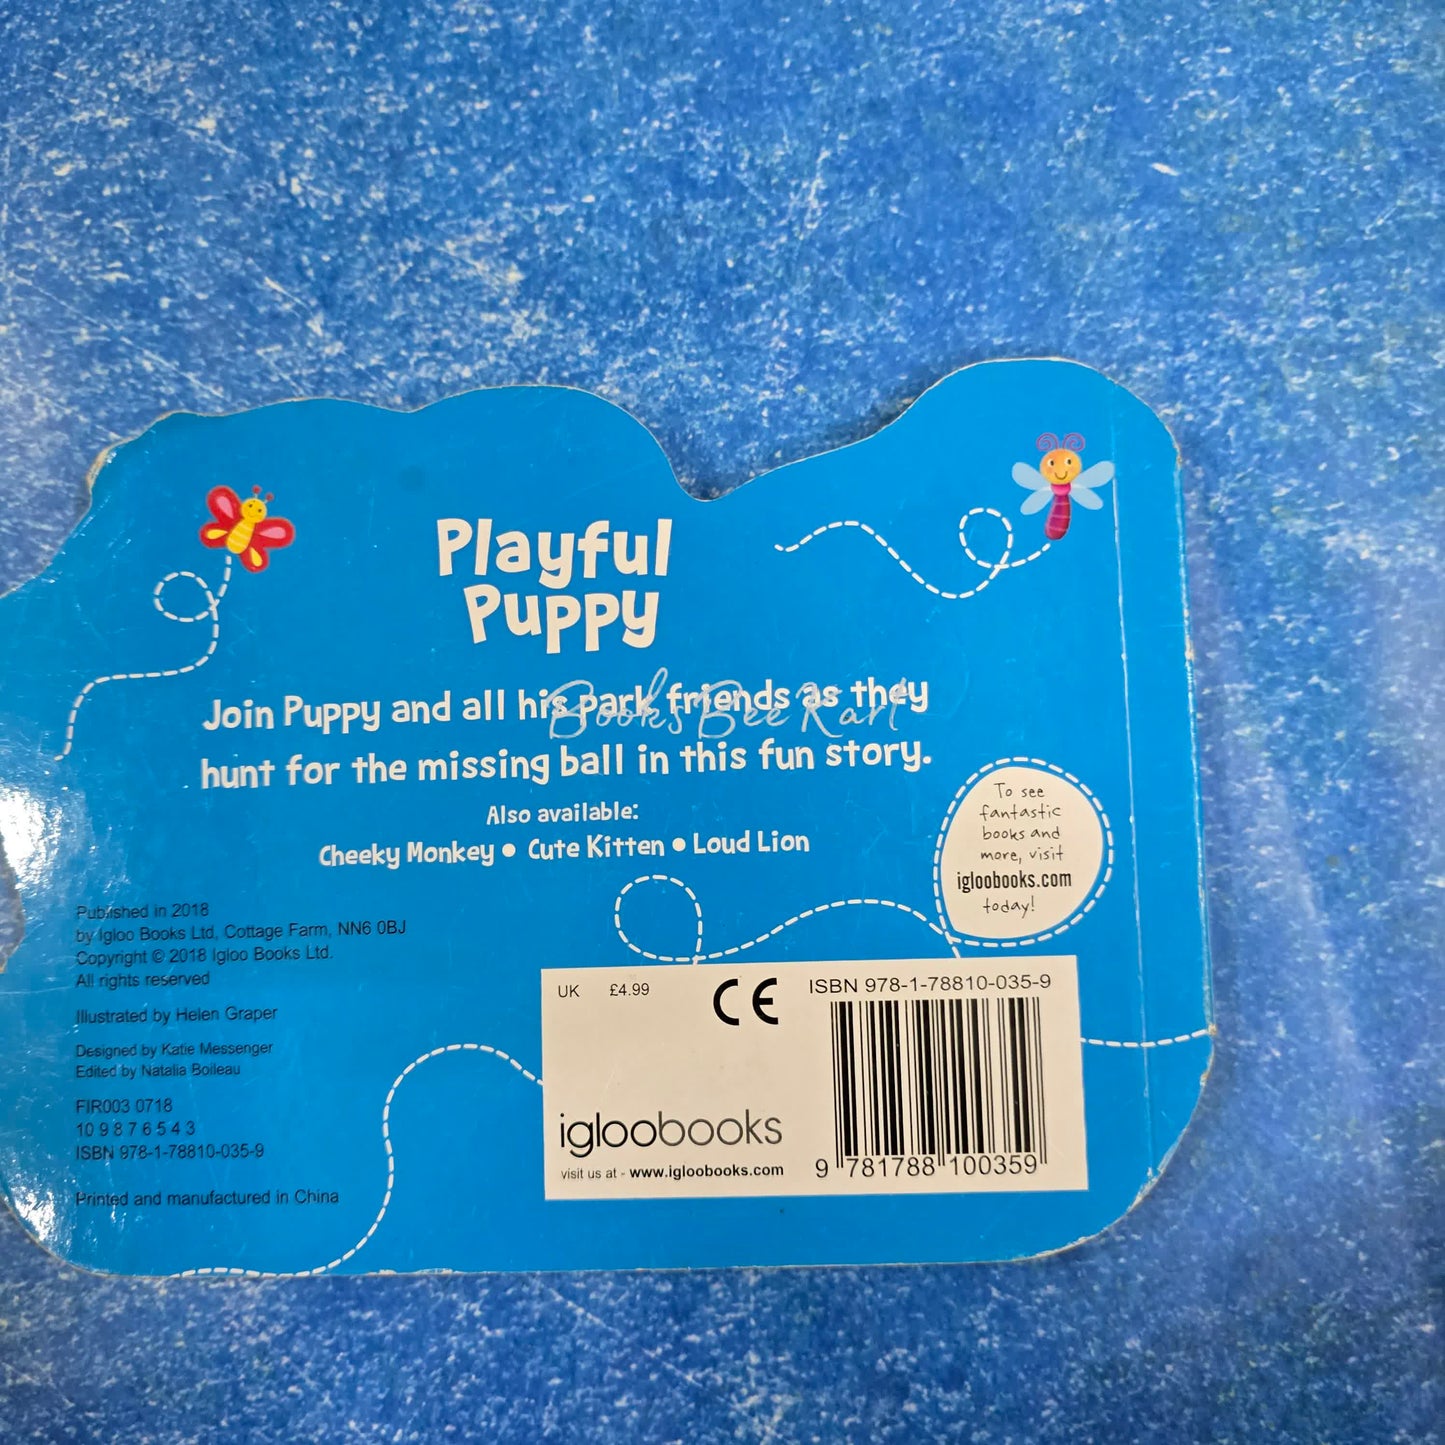 Playful
Puppy
Join Puppy and all his park friends as they
hunt for the missing ball in this fun story.
Books Bee Kart
Also available:
Cheeky Monkey • Cute Kitten • Loud Lion
To see
fantastic
books and
more, visit
igloobooks.com
today!
Published in 2018
by Igloo Books Ltd, Cottage Farm, NN6 0BJ
Copyright © 2018 Igloo Books Ltd.
All rights reserved
Illustrated by Helen Graper
Designed by Katie Messenger
Edited by Natalia Boileau
FIR003 0718
10 9 8 7 6 5 4 3
ISBN 978-1-78810-035-9
Printed and manufactured in China
UK £4.99
CE
ISBN 978-1-78810-035-9
igloobooks
visit us at - www.igloobooks.com
9 781788 100359